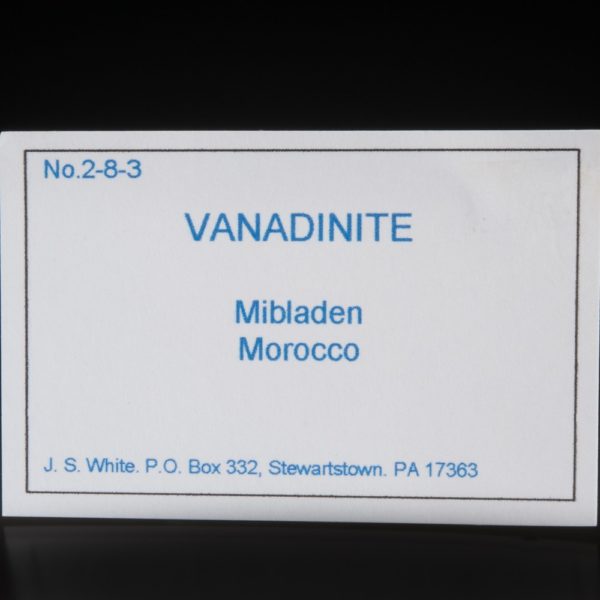 No.2-8-3
VANADINITE
Mibladen
Morocco
J. S. White. P.O. Box 332, Stewartstown. PA 17363